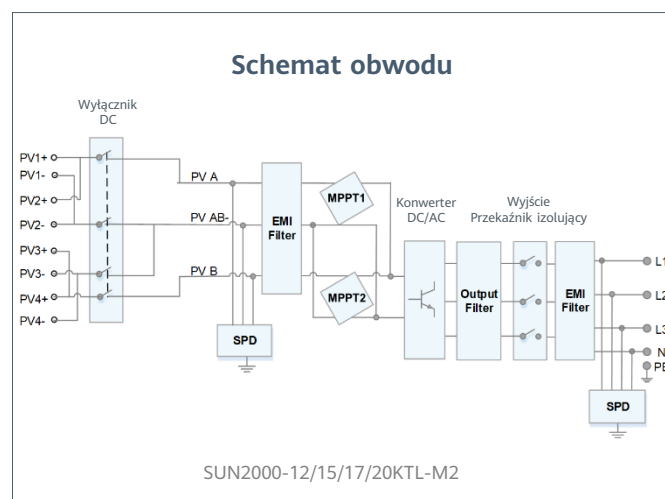 Schemat obwodu
Wyłącznik
DC
PV1+
PV1-
PV2+
PV2-
PV3+
PV3-
PV4+
PV4-
PV A
PV AB-
PV B
EMI
Filter
SPD
MPPT1
MPPT2
Konwerter
DC/AC
Output
Filter
Wyjście
Przekaźnik izolujący
EMI
Filter
SPD
L1
L2
L3
N
PE
SUN2000-12/15/17/20KTL-M2